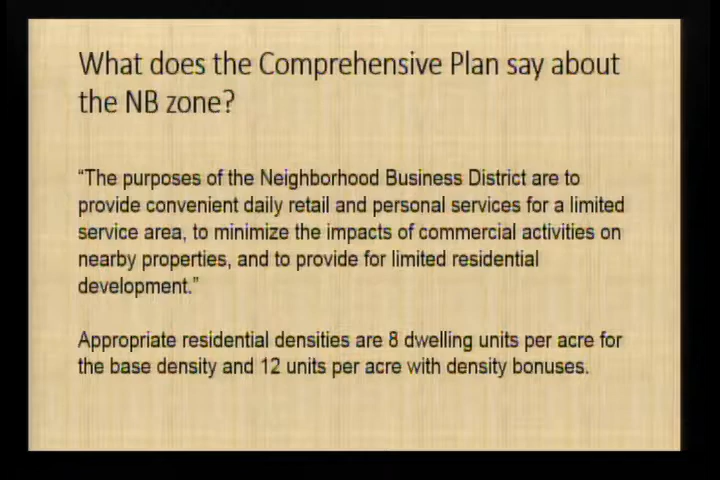 What does the Comprehensive Plan say about
the NB zone?
“The purposes of the Neighborhood Business District are to
provide convenient daily retail and personal services for a limited
service area, to minimize the impacts of commercial activities on
nearby properties, and to provide for limited residential
development.”
Appropriate residential densities are 8 dwelling units per acre for
the base density and 12 units per acre with density bonuses.